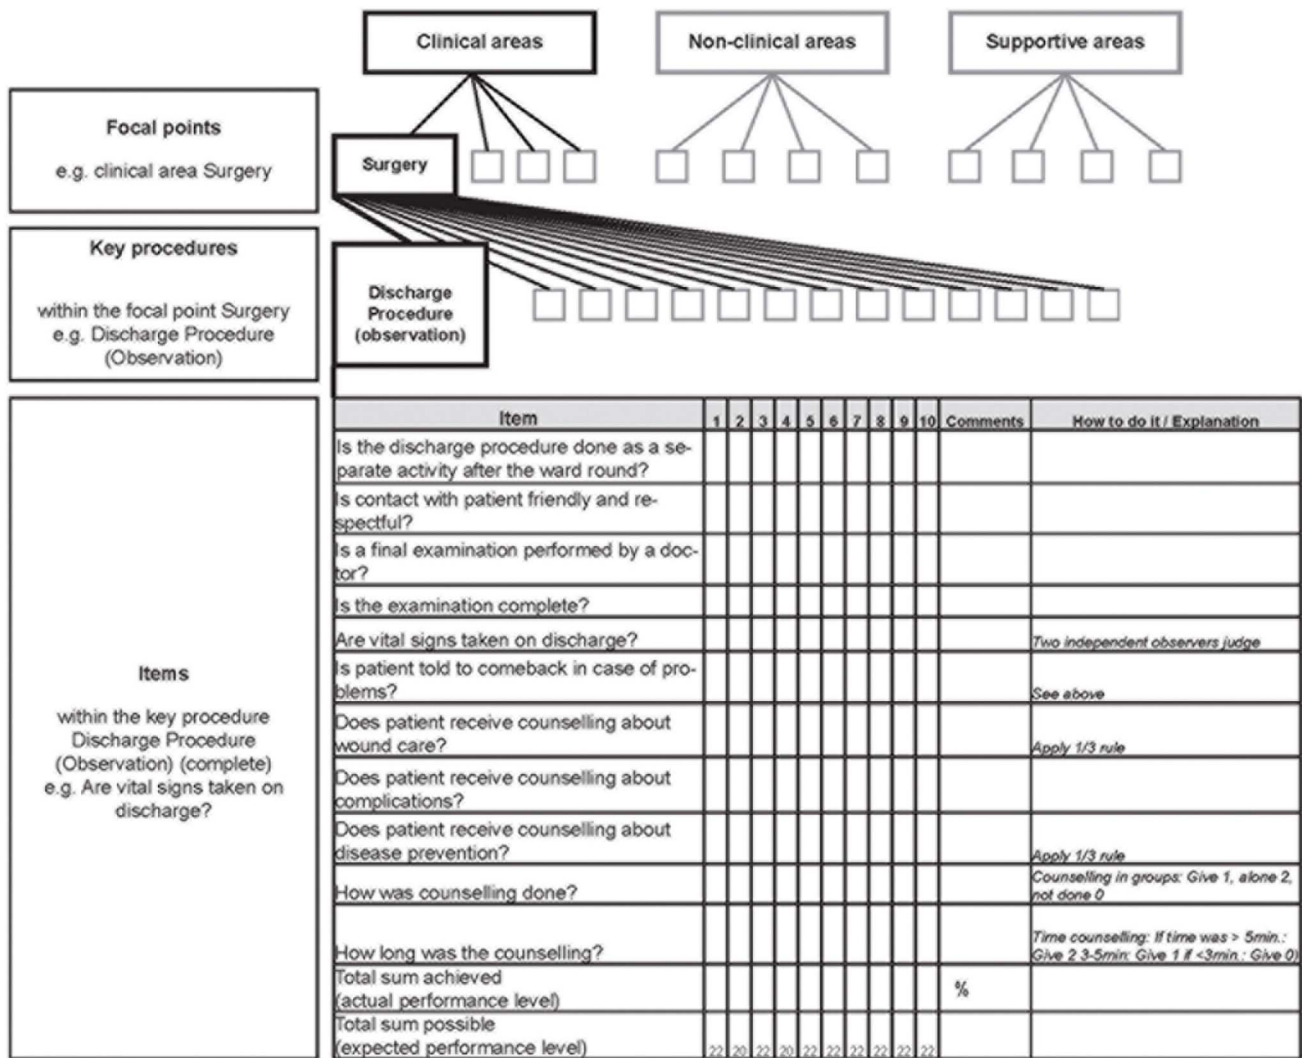 Clinical areas
Non-clinical areas
Supportive areas
Focal points
e.g. clinical area Surgery
Surgery
Key procedures
within the focal point Surgery
e.g. Discharge Procedure
(Observation)
Discharge
Procedure
(observation)
Items
within the key procedure
Discharge Procedure
(Observation) (complete)
e.g. Are vital signs taken on
discharge?
Item 1 2 3 4 5 6 7 8 9 10 Comments How to do it / Explanation
Is the discharge procedure done as a se-
parate activity after the ward round?
Is contact with patient friendly and re-
spectful?
Is a final examination performed by a doc-
tor?
Is the examination complete?
Are vital signs taken on discharge? Two independent observers judge
Is patient told to comeback in case of pro-
blems? See above
Does patient receive counselling about
wound care? Apply 1/3 rule
Does patient receive counselling about
complications?
Does patient receive counselling about
disease prevention? Apply 1/3 rule
How was counselling done?
Counselling in groups: Give 1, alone 2,
not done 0
How long was the counselling?
Time counselling: If time was > 5min.:
Give 2 3-5min: Give 1 if <3min.: Give 0)
Total sum achieved
(actual performance level) %
Total sum possible
(expected performance level) 22 20 22 20 22 22 22 22 22 22